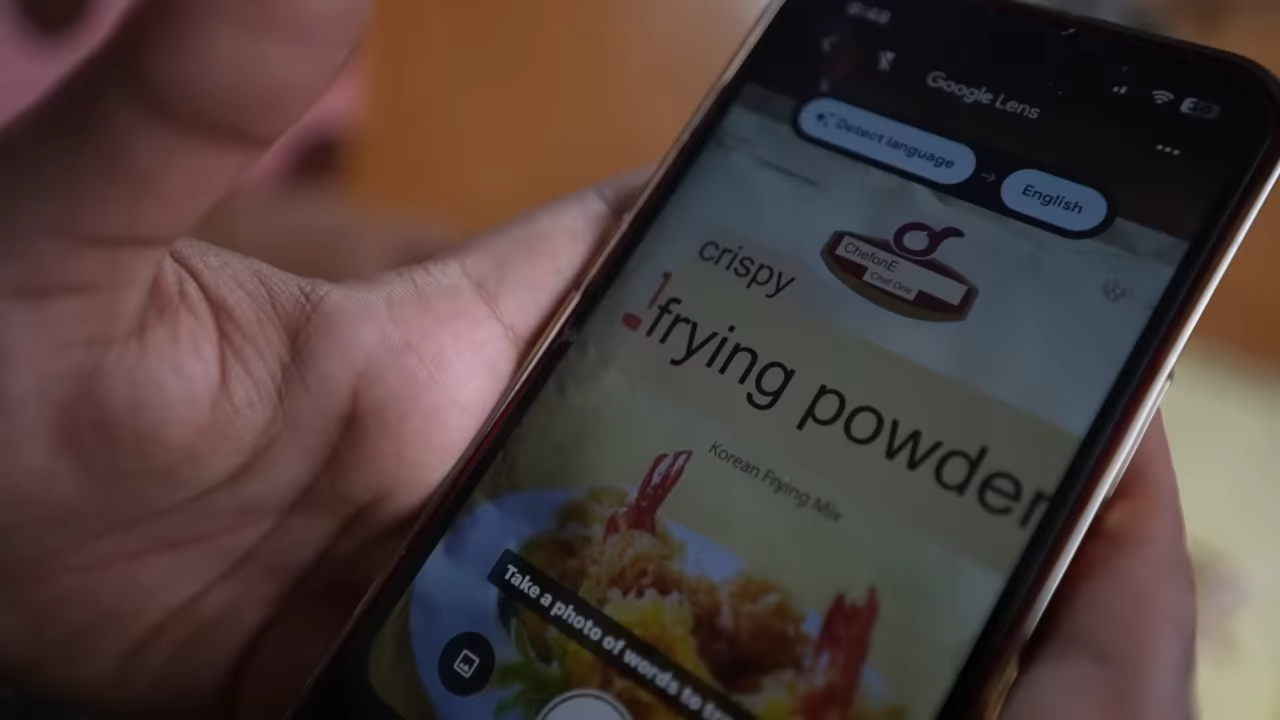 Google Lens
Detect language → English
ChefonE
Chef One
crispy
frying powder
Korean Frying Mix
Take a photo of words to